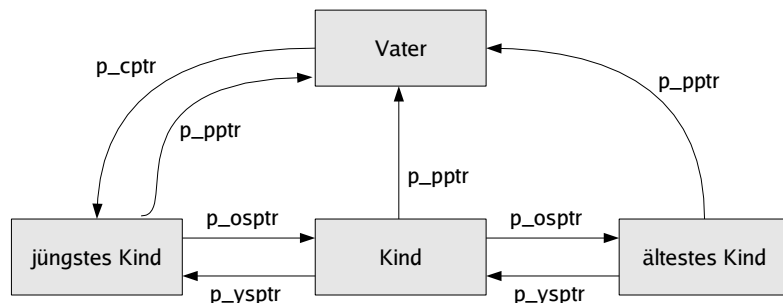 Vater
p_cptr
p_pptr
p_pptr
p_pptr
p_osptr
p_osptr
jüngstes Kind
Kind
ältestes Kind
p_ysptr
p_ysptr